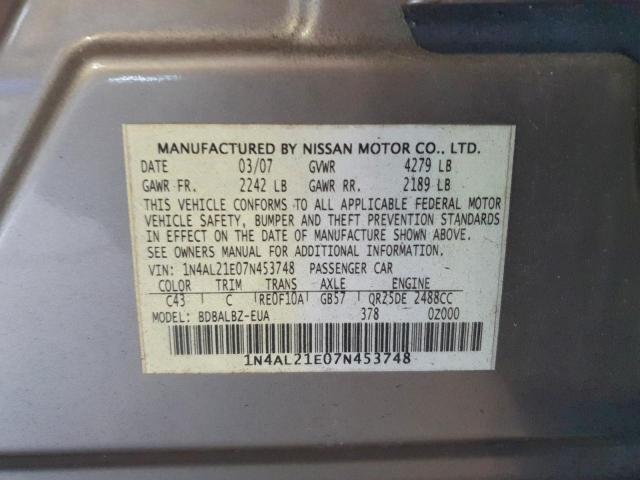 MANUFACTURED BY NISSAN MOTOR CO., LTD.
DATE 03/07 GVWR 4279 LB
GAWR FR. 2242 LB GAWR RR. 2189 LB
THIS VEHICLE CONFORMS TO ALL APPLICABLE FEDERAL MOTOR
VEHICLE SAFETY, BUMPER AND THEFT PREVENTION STANDARDS
IN EFFECT ON THE DATE OF MANUFACTURE SHOWN ABOVE.
SEE OWNERS MANUAL FOR ADDITIONAL INFORMATION.
VIN: 1N4AL21E07N453748 PASSENGER CAR
COLOR TRIM TRANS AXLE ENGINE
C43 C RE0F10A GB57 QR25DE 2488CC
MODEL: BDBALBZ-EUA 378 0Z000
1N4AL21E07N453748